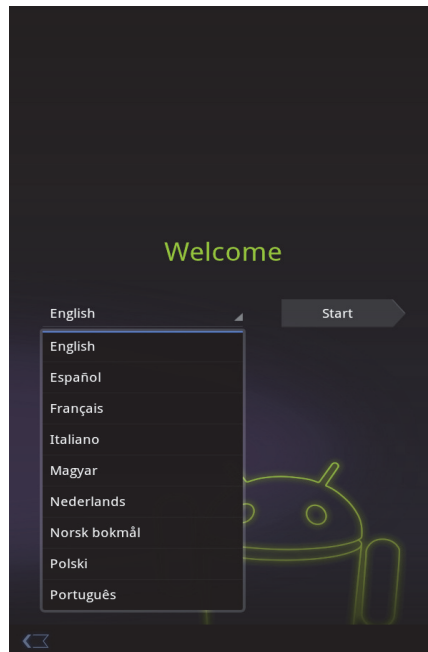 Welcome
English
Start
English
Español
Français
Italiano
Magyar
Nederlands
Norsk bokmål
Polski
Português